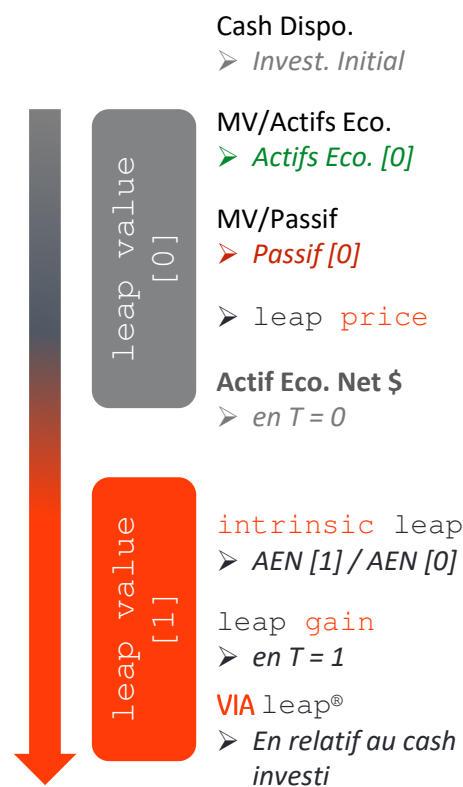 Cash Dispo.
➢ Invest. Initial
leap value
[0]
MV/Actifs Eco.
➢ Actifs Eco. [0]
MV/Passif
➢ Passif [0]
➢ leap price
Actif Eco. Net $
➢ en T = 0
leap value
[1]
intrinsic leap
➢ AEN [1] / AEN [0]
leap gain
➢ en T = 1
VIA leap®
➢ En relatif au cash
investi